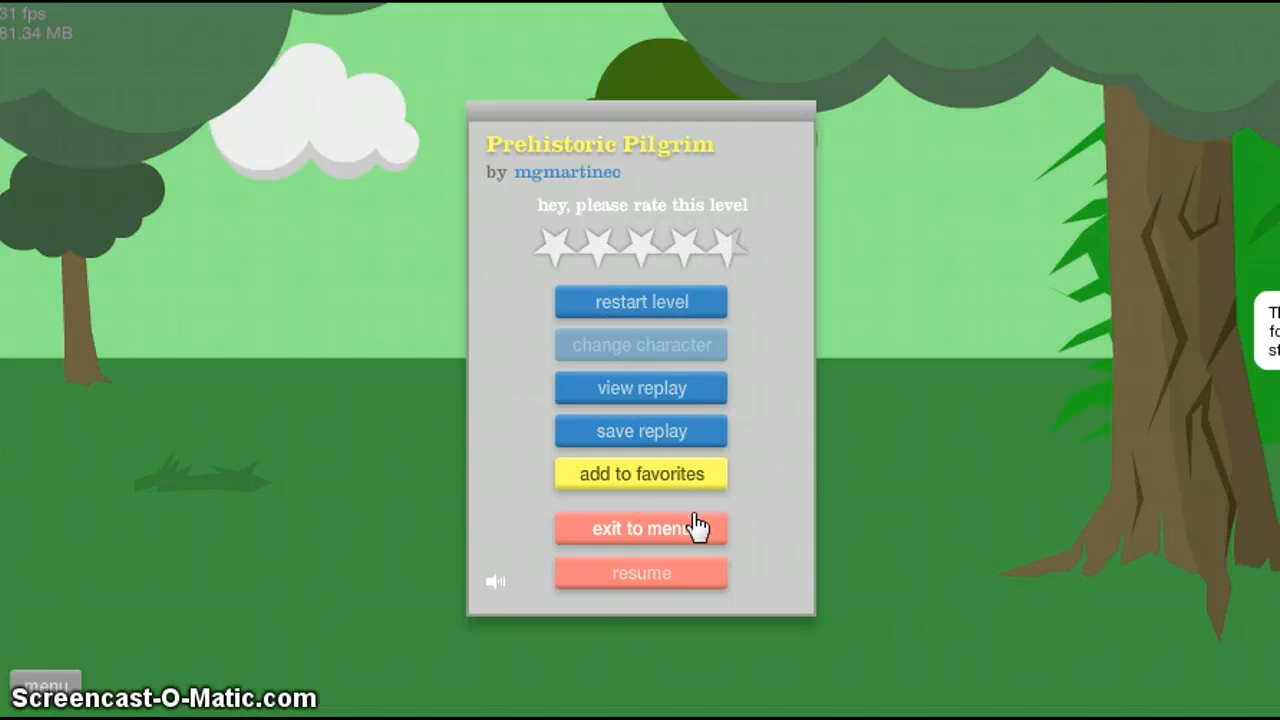 31 fps
81.34 MB
Prehistoric Pilgrim
by mgmartinec
hey, please rate this level
restart level
change character
view replay
save replay
add to favorites
exit to menu
resume
menu
Screencast-O-Matic.com